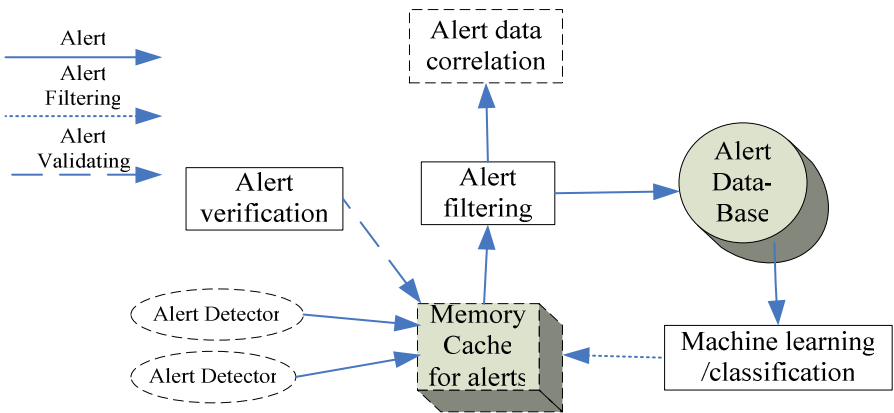 Alert
Alert
Filtering
Alert
Validating
Alert data
correlation
Alert
verification
Alert
filtering
Alert
Data-
Base
Alert Detector
Alert Detector
Memory
Cache
for alerts
Machine learning
/classification